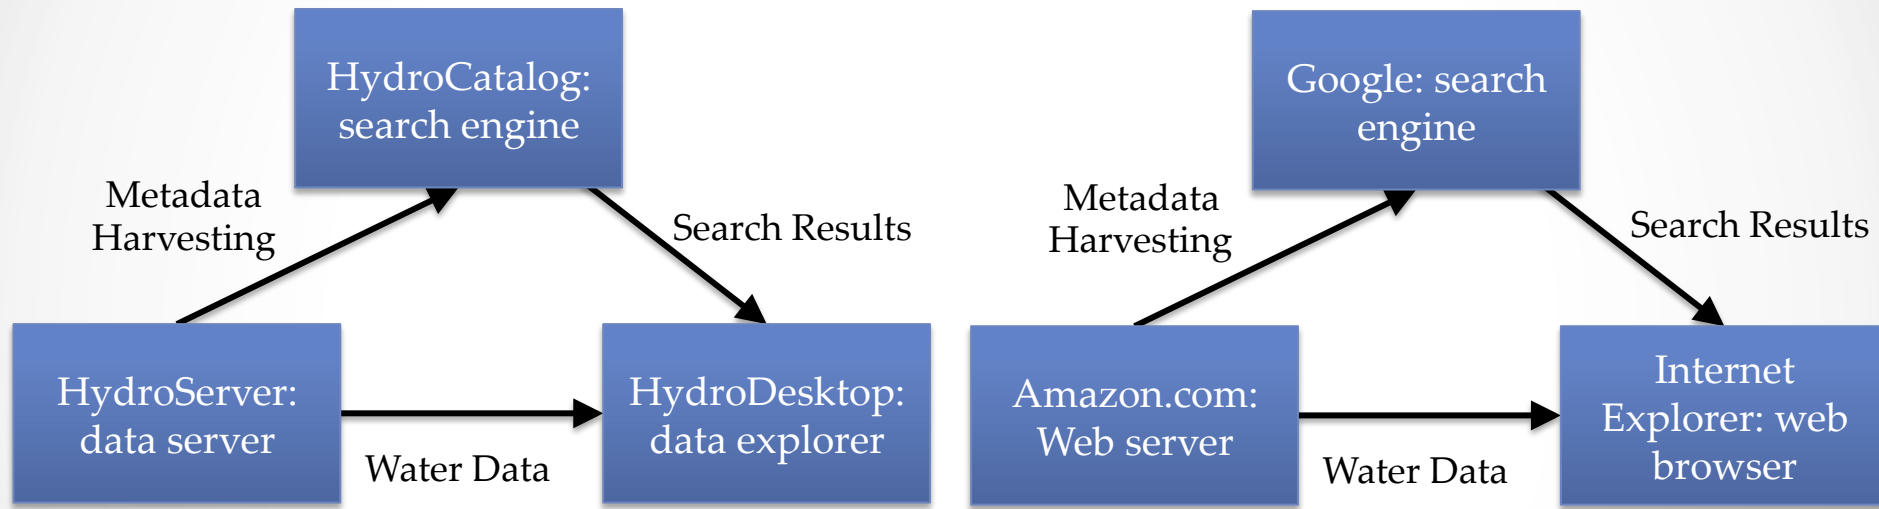 HydroCatalog:
search engine
Metadata
Harvesting
Search Results
HydroServer:
data server
Water Data
HydroDesktop:
data explorer
Google: search
engine
Metadata
Harvesting
Search Results
Amazon.com:
Web server
Water Data
Internet
Explorer: web
browser